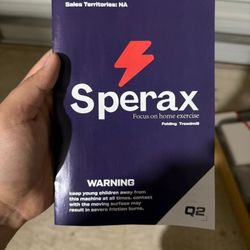 Sales Territories: NA
Sperax
Focus on home exercise
Folding Treadmill
WARNING
keep young children away from
this machine at all times. contact
with the moving surface may
result in severe friction burns.
Q2